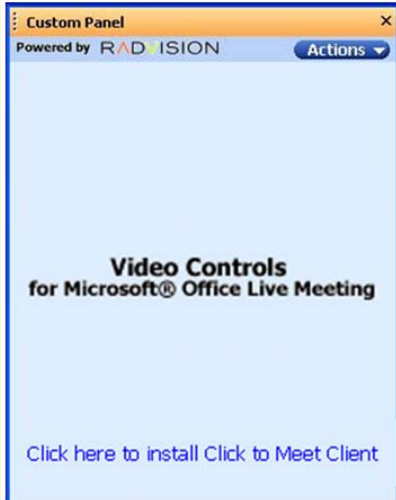 Custom Panel
Powered by RADVISION
Actions
Video Controls
for Microsoft® Office Live Meeting
Click here to install Click to Meet Client